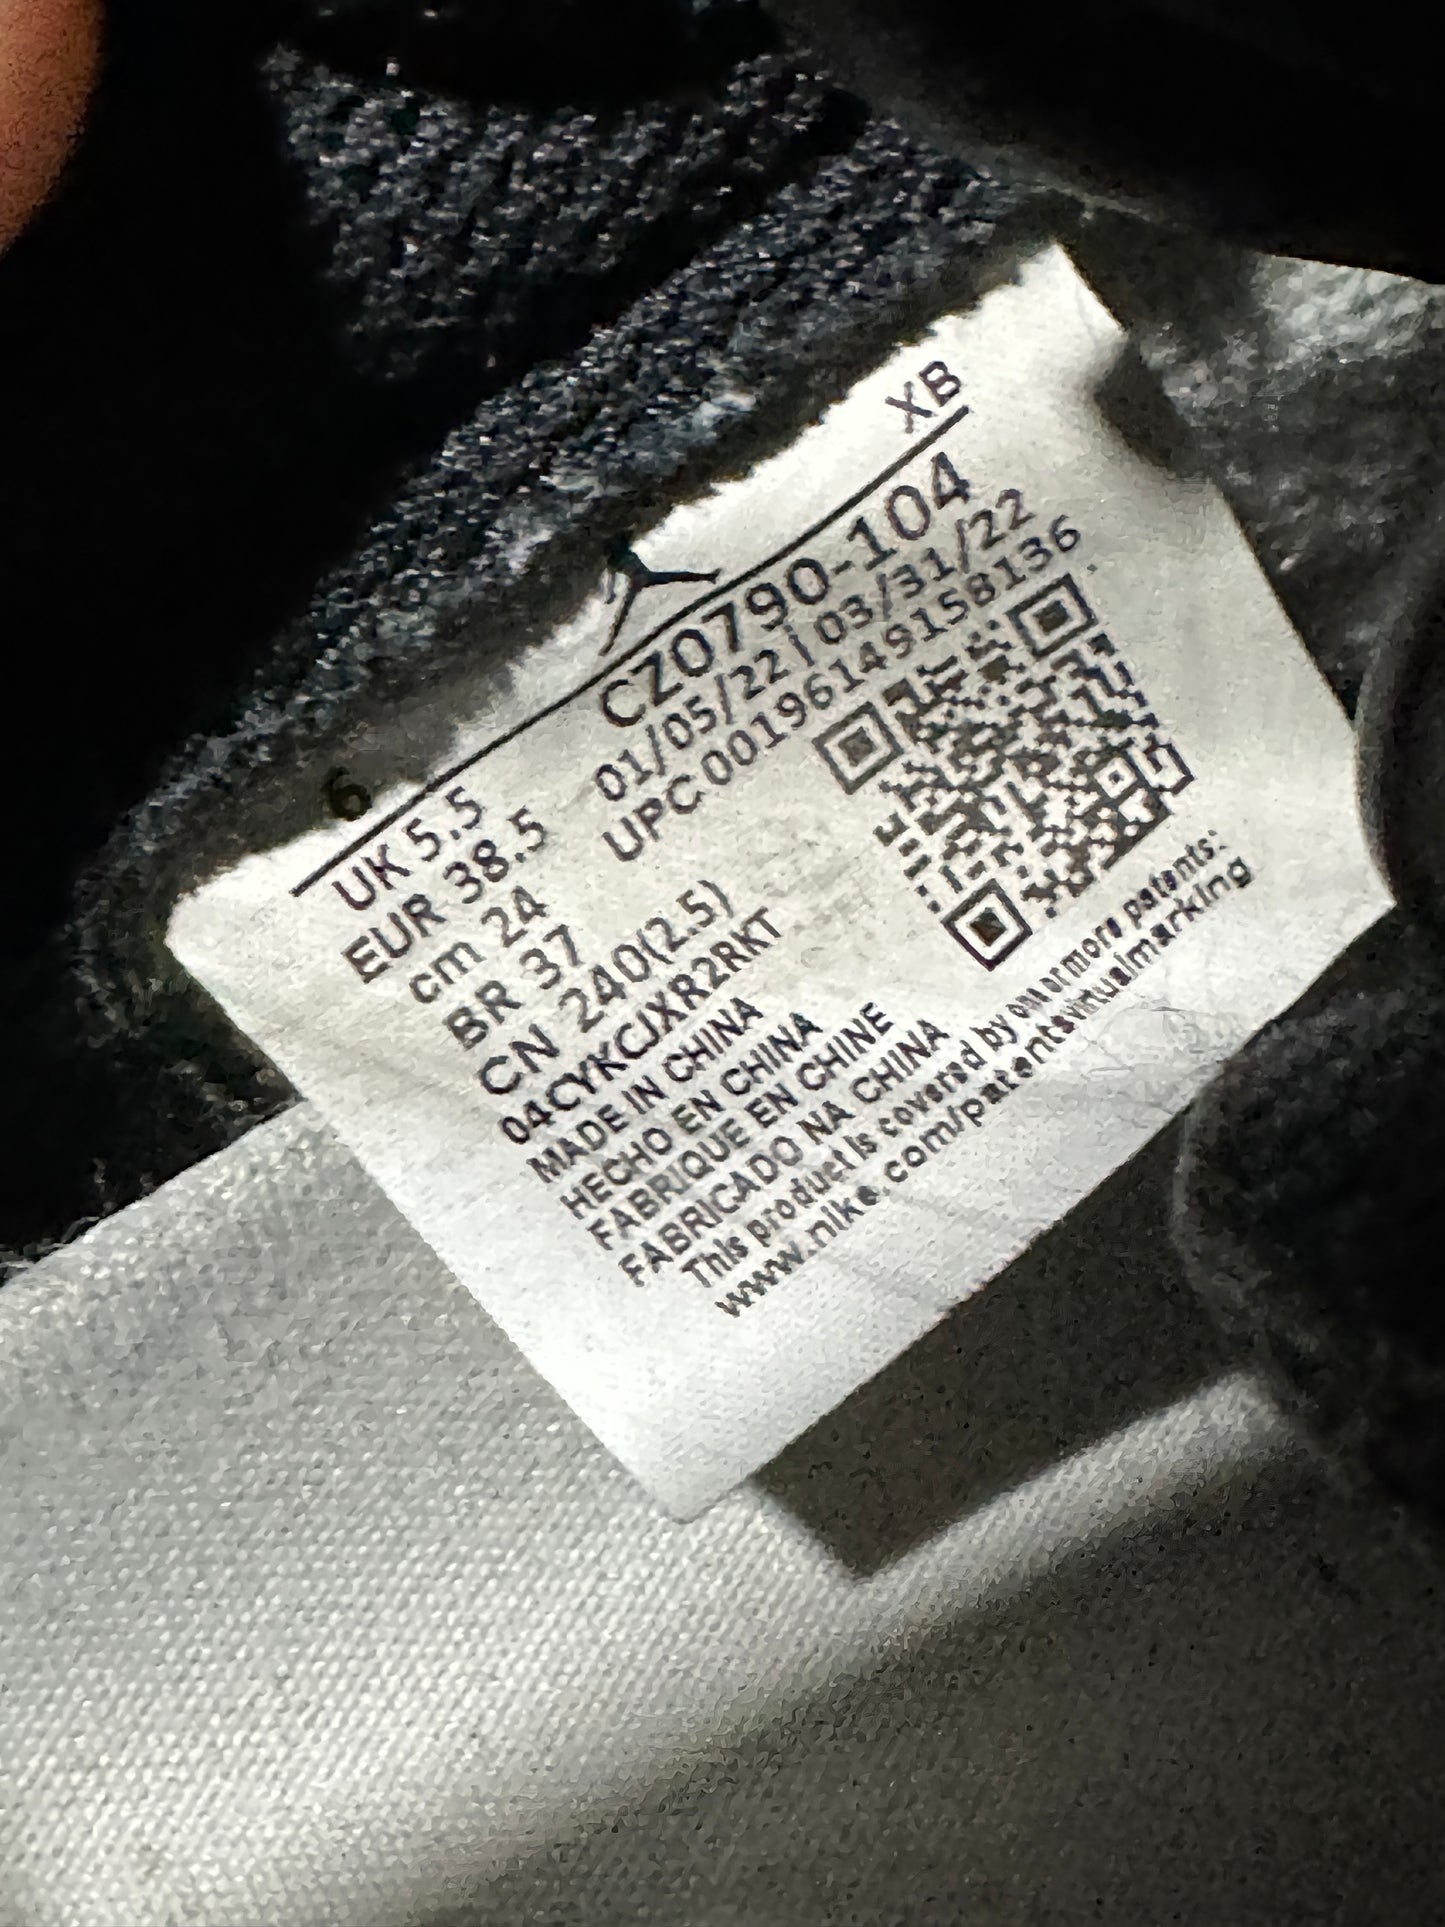 6
XB
UK 5.5
CZ0790-104
EUR 38.5
01/05/22 | 03/31/22
cm 24
UPC 00196149158136
BR 37
CN 240(2.5)
04CYKCJXR2RKT
MADE IN CHINA
HECHO EN CHINA
FABRIQUE EN CHINE
FABRICADO NA CHINA
This product is covered by one or more patents:
www.nike.com/patentsvirtualmarking